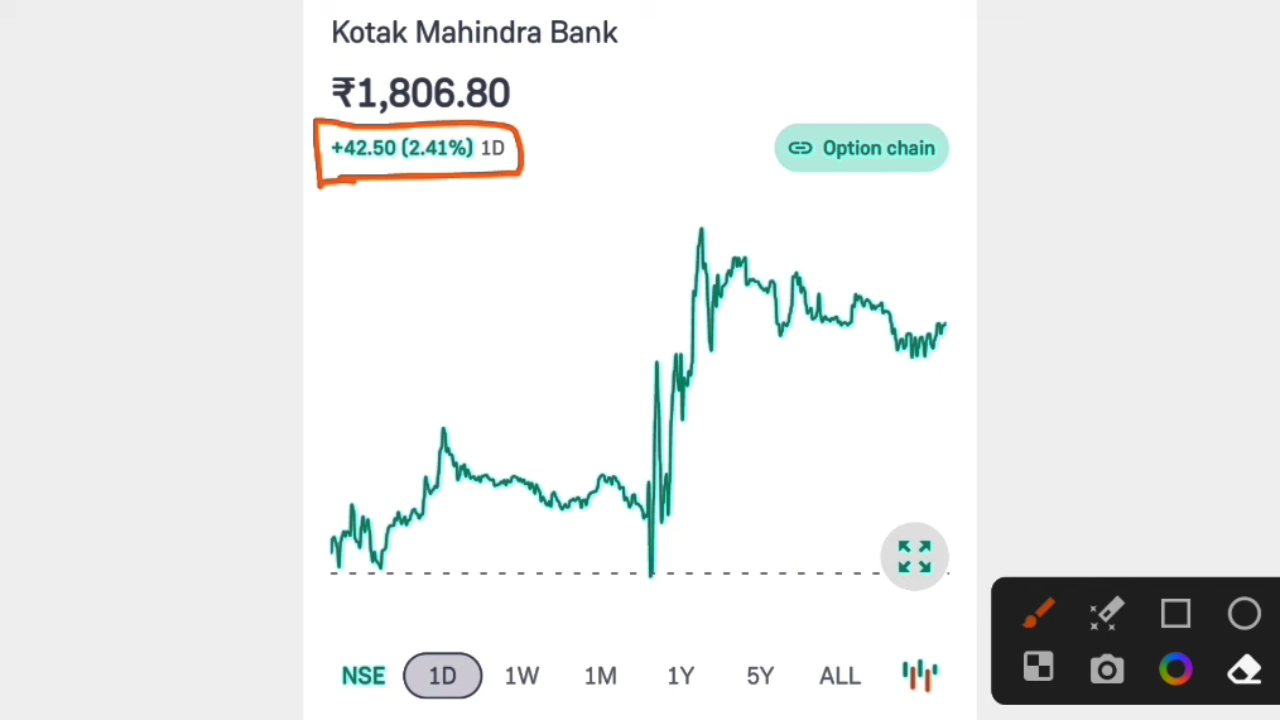 Kotak Mahindra Bank
₹1,806.80
+42.50 (2.41%) 1D
Option chain
NSE 1D 1W 1M 1Y 5Y ALL